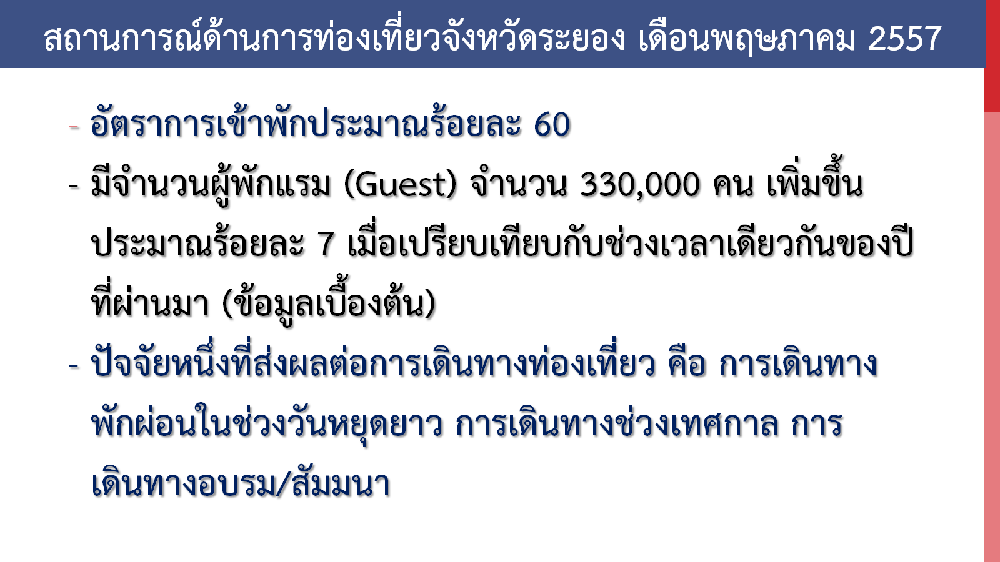 สถานการณ์ด้านการท่องเที่ยวจังหวัดระยอง เดือนพฤษภาคม 2557
- อัตราการเข้าพักประมาณร้อยละ 60
- มีจำนวนผู้พักแรม (Guest) จำนวน 330,000 คน เพิ่มขึ้น
ประมาณร้อยละ 7 เมื่อเปรียบเทียบกับช่วงเวลาเดียวกันของปี
ที่ผ่านมา (ข้อมูลเบื้องต้น)
- ปัจจัยหนึ่งที่ส่งผลต่อการเดินทางท่องเที่ยว คือ การเดินทาง
พักผ่อนในช่วงวันหยุดยาว การเดินทางช่วงเทศกาล การ
เดินทางอบรม/สัมมนา